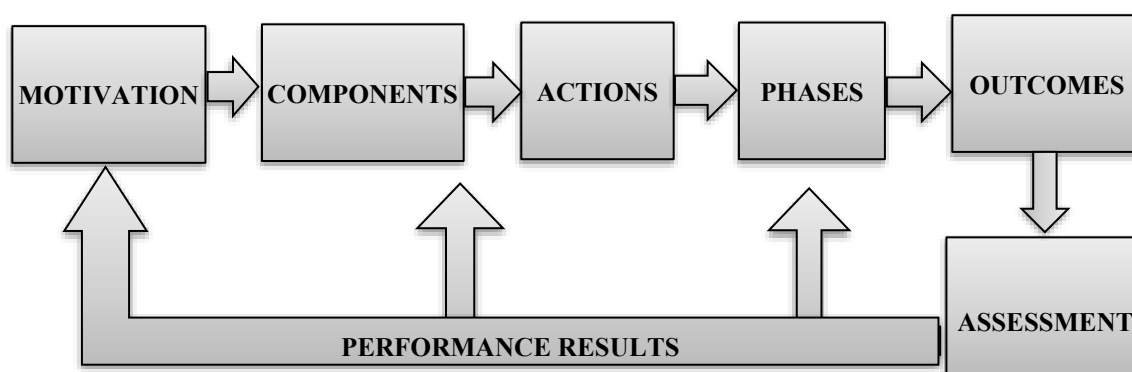 MOTIVATION
COMPONENTS
ACTIONS
PHASES
OUTCOMES
ASSESSMENT
PERFORMANCE RESULTS